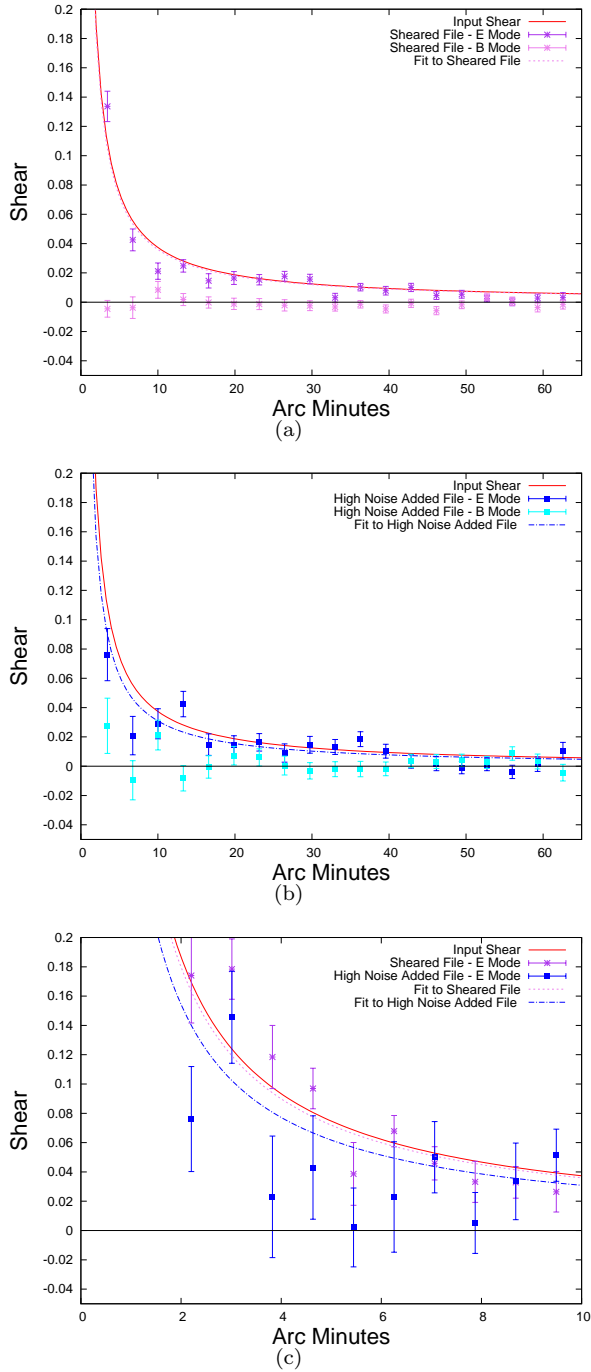 0.2
0.18
0.16
0.14
0.12
0.1
0.08
0.06
0.04
0.02
0
-0.02
-0.04
Shear
Input Shear
Sheared File - E Mode
Sheared File - B Mode
Fit to Sheared File
0 10 20 30 40 50 60
Arc Minutes
(a)
0.2
0.18
0.16
0.14
0.12
0.1
0.08
0.06
0.04
0.02
0
-0.02
-0.04
Shear
Input Shear
High Noise Added File - E Mode
High Noise Added File - B Mode
Fit to High Noise Added File
0 10 20 30 40 50 60
Arc Minutes
(b)
0.2
0.18
0.16
0.14
0.12
0.1
0.08
0.06
0.04
0.02
0
-0.02
-0.04
Shear
Input Shear
Sheared File - E Mode
High Noise Added File - E Mode
Fit to Sheared File
Fit to High Noise Added File
0 2 4 6 8 10
Arc Minutes
(c)